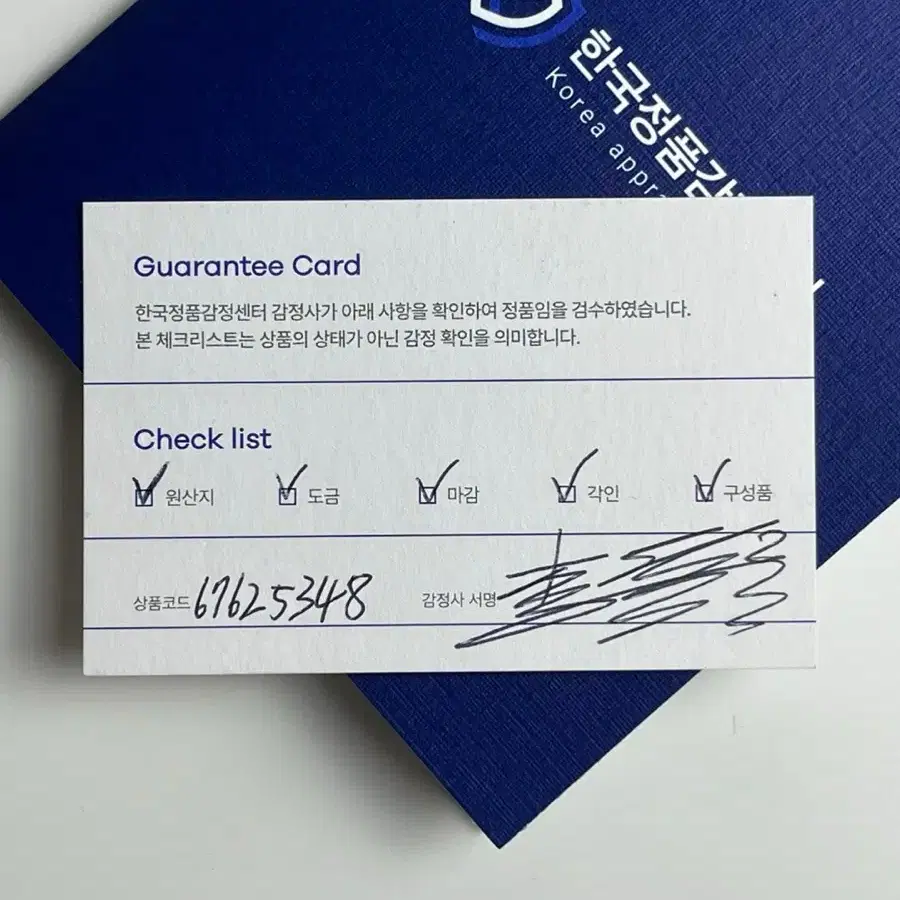 한국정품감
Korea appra
Guarantee Card
한국정품감정센터 감정사가 아래 사항을 확인하여 정품임을 검수하였습니다.
본 체크리스트는 상품의 상태가 아닌 감정 확인을 의미합니다.
Check list
원산지 도금 마감 각인 구성품
상품코드 67625348 감정사 서명